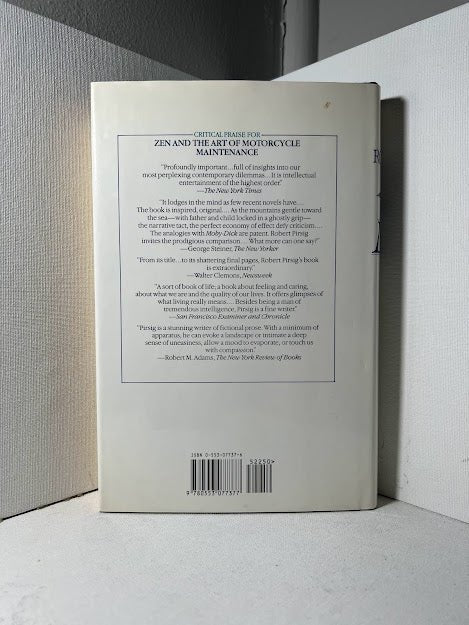 CRITICAL PRAISE FOR
ZEN AND THE ART OF MOTORCYCLE
MAINTENANCE
"Profoundly important...full of insights into our
most perplexing contemporary dilemmas... It is intellectual
entertainment of the highest order."
—The New York Times
"It lodges in the mind as few recent novels have....
The book is inspired, original.... As the mountains gentle toward
the sea—with father and child locked in a ghostly grip—
the narrative tact, the perfect economy of effect defy criticism....
The analogies with Moby-Dick are patent. Robert Pirsig
invites the prodigious comparison.... What more can one say?"
—George Steiner, The New Yorker
"From its title...to its shattering final pages, Robert Pirsig's book
is extraordinary."
—Walter Clemons, Newsweek
"A sort of book of life; a book about feeling and caring,
about what we are and the quality of our lives. It offers glimpses of
what living really means.... Besides being a man of
tremendous intelligence, Pirsig is a fine writer."
—San Francisco Examiner and Chronicle
"Pirsig is a stunning writer of fictional prose. With a minimum of
apparatus, he can evoke a landscape or intimate a deep
sense of uneasiness, allow a mood to evaporate, or touch us
with compassion."
—Robert M. Adams, The New York Review of Books
ISBN 0-553-07737-6
52250>
9 780553 077377